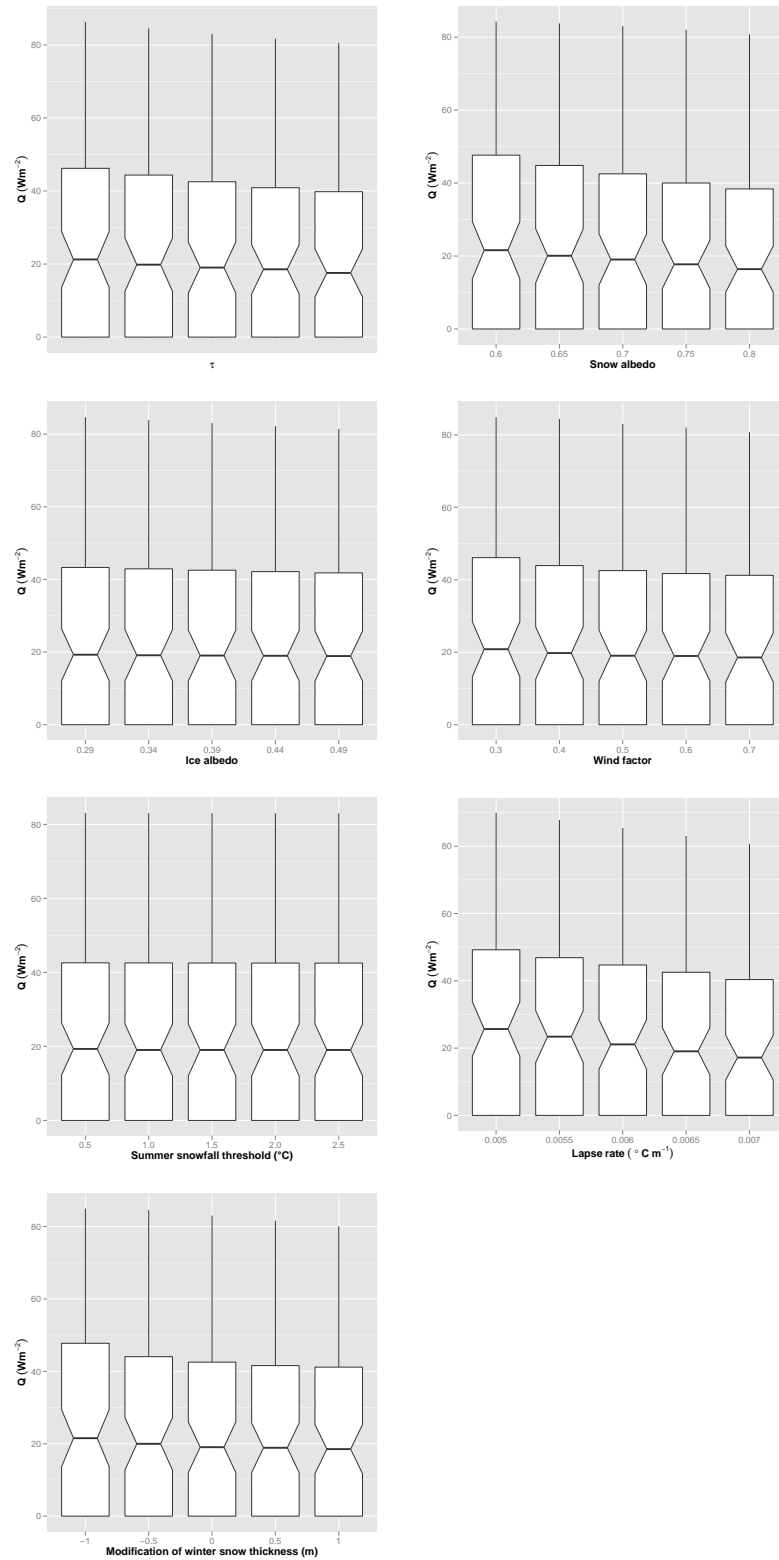 80
60
40
20
0
Q (Wm⁻²)
τ
80
60
40
20
0
Q (Wm⁻²)
0.6 0.65 0.7 0.75 0.8
Snow albedo
80
60
40
20
0
Q (Wm⁻²)
0.29 0.34 0.39 0.44 0.49
Ice albedo
80
60
40
20
0
Q (Wm⁻²)
0.3 0.4 0.5 0.6 0.7
Wind factor
80
60
40
20
0
Q (Wm⁻²)
0.5 1.0 1.5 2.0 2.5
Summer snowfall threshold (°C)
80
60
40
20
0
Q (Wm⁻²)
0.005 0.0055 0.006 0.0065 0.007
Lapse rate ( ° C m⁻¹)
80
60
40
20
0
Q (Wm⁻²)
−1 −0.5 0 0.5 1
Modification of winter snow thickness (m)